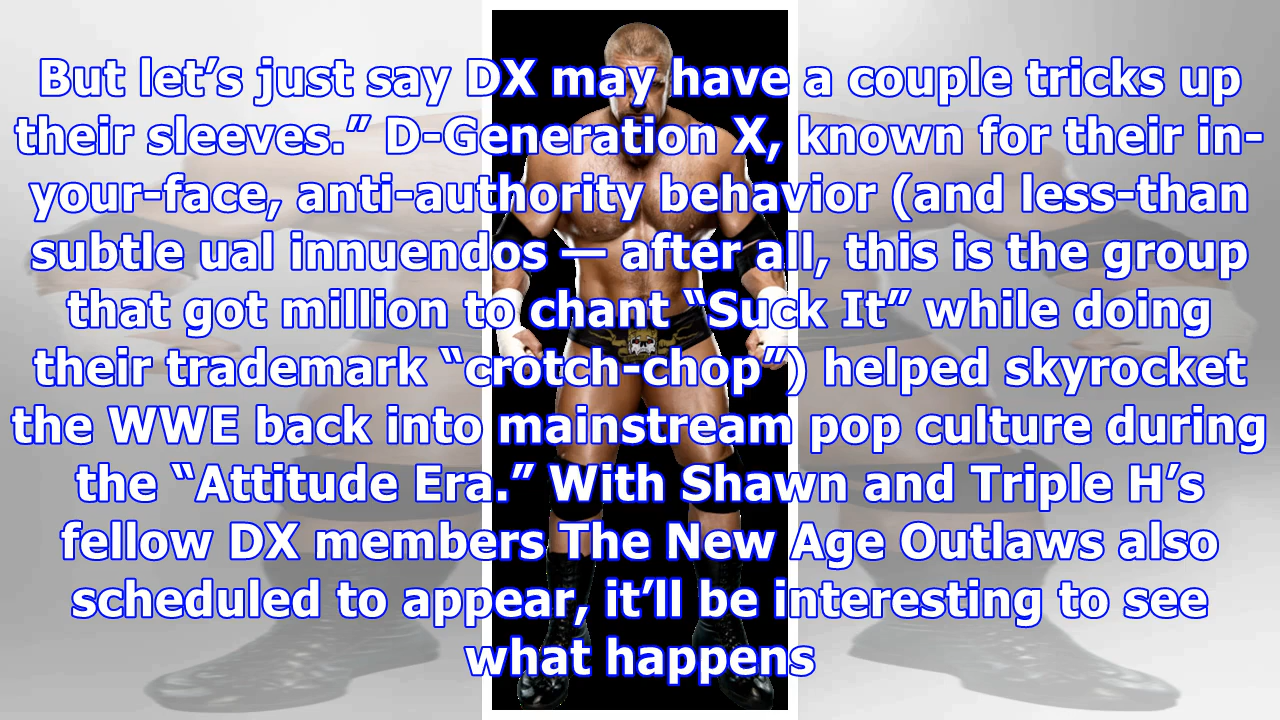 But let’s just say DX may have a couple tricks up
their sleeves.” D-Generation X, known for their in-
your-face, anti-authority behavior (and less-than
subtle ual innuendos — after all, this is the group
that got million to chant “Suck It” while doing
their trademark “crotch-chop”) helped skyrocket
the WWE back into mainstream pop culture during
the “Attitude Era.” With Shawn and Triple H’s
fellow DX members The New Age Outlaws also
scheduled to appear, it’ll be interesting to see
what happens